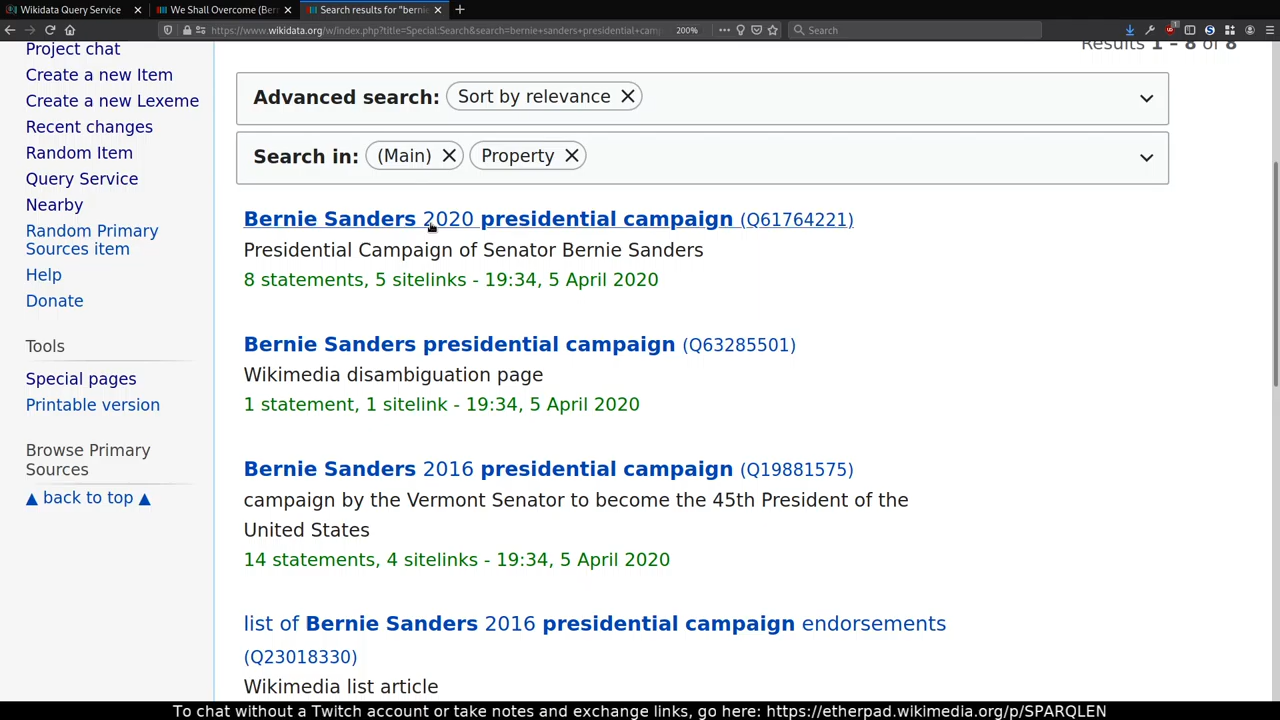 Wikidata Query Service
We Shall Overcome (Ber
Search results for "bernie
https://www.wikidata.org/w/index.php?title=Special:Search&search=bernie+sanders+presidential+cam
200%
Search
Project chat
Create a new Item
Create a new Lexeme
Recent changes
Random Item
Query Service
Nearby
Random Primary
Sources item
Help
Donate
Tools
Special pages
Printable version
Browse Primary
Sources
▲ back to top ▲
Results 1 – 8 of 8
Advanced search: Sort by relevance
Search in: (Main) Property
Bernie Sanders 2020 presidential campaign (Q61764221)
Presidential Campaign of Senator Bernie Sanders
8 statements, 5 sitelinks - 19:34, 5 April 2020
Bernie Sanders presidential campaign (Q63285501)
Wikimedia disambiguation page
1 statement, 1 sitelink - 19:34, 5 April 2020
Bernie Sanders 2016 presidential campaign (Q19881575)
campaign by the Vermont Senator to become the 45th President of the
United States
14 statements, 4 sitelinks - 19:34, 5 April 2020
list of Bernie Sanders 2016 presidential campaign endorsements
(Q23018330)
Wikimedia list article
To chat without a Twitch account or take notes and exchange links, go here: https://etherpad.wikimedia.org/p/SPARQLEN